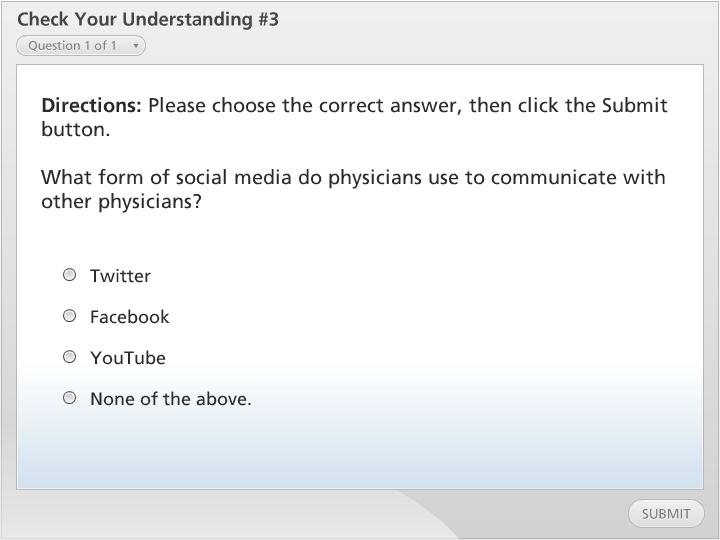 Check Your Understanding #3
Question 1 of 1
Directions: Please choose the correct answer, then click the Submit
button.
What form of social media do physicians use to communicate with
other physicians?
Twitter
Facebook
YouTube
None of the above.
SUBMIT